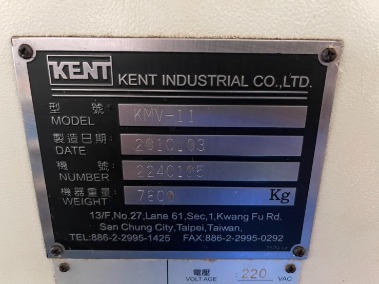 KENT KENT INDUSTRIAL CO.,LTD.
型 號:
MODEL KMV-11
製造日期:
DATE 2010.03
機 號:
NUMBER
機器重量:
WEIGHT 7800 Kg
13/F,No.27,Lane 61,Sec,1,Kwang Fu Rd.
San Chung City,Taipei,Taiwan,
TEL:886-2-2995-1425 FAX:886-2-2995-0292
電壓
VOLTAGE 220 VAC